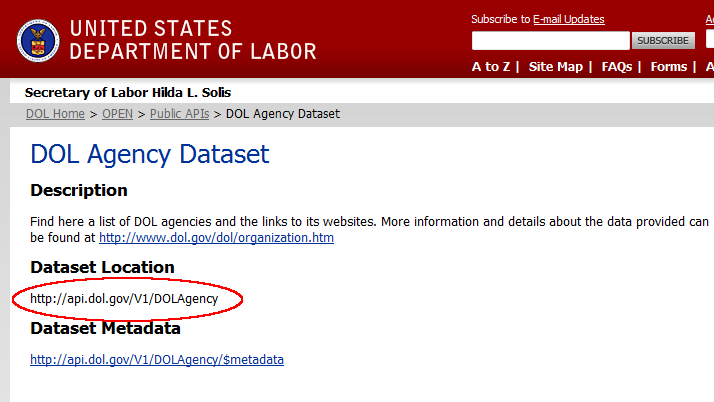 UNITED STATES
DEPARTMENT OF LABOR
Subscribe to E-mail Updates
SUBSCRIBE
A to Z | Site Map | FAQs | Forms |
Secretary of Labor Hilda L. Solis
DOL Home > OPEN > Public APIs > DOL Agency Dataset
DOL Agency Dataset
Description
Find here a list of DOL agencies and the links to its websites. More information and details about the data provided can
be found at http://www.dol.gov/dol/organization.htm
Dataset Location
http://api.dol.gov/V1/DOLAgency
Dataset Metadata
http://api.dol.gov/V1/DOLAgency/$metadata